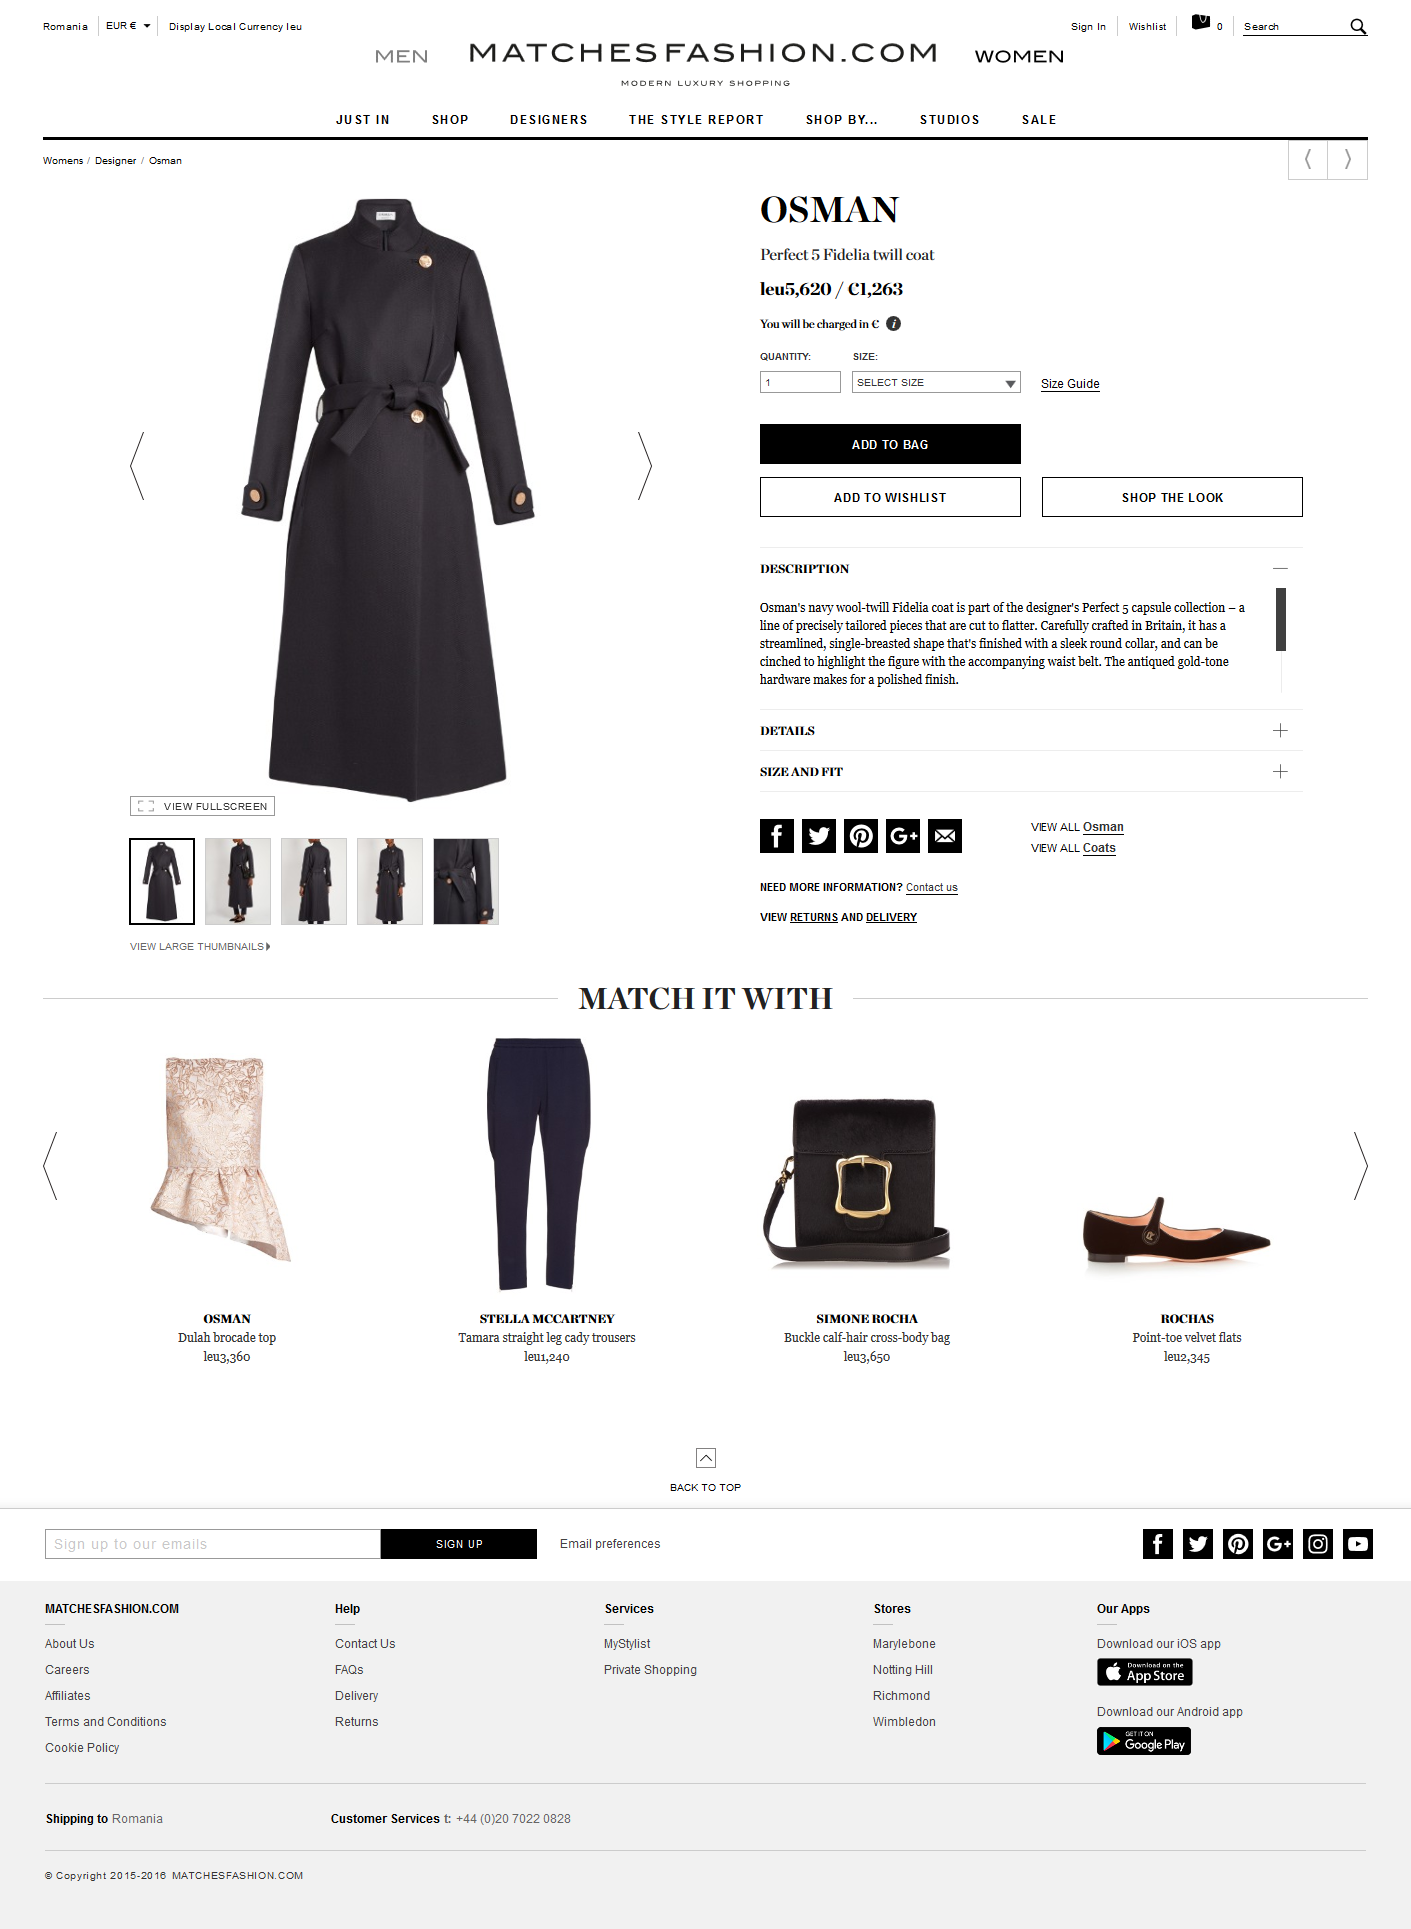 Romania EUR € Display Local Currency leu
Sign In Wishlist 0 Search
MEN MATCHESFASHION.COM WOMEN
MODERN LUXURY SHOPPING
JUST IN SHOP DESIGNERS THE STYLE REPORT SHOP BY... STUDIOS SALE
Womens / Designer / Osman
OSMAN
Perfect 5 Fidelia twill coat
leu5,620 / €1,263
You will be charged in € i
QUANTITY: SIZE:
1 SELECT SIZE Size Guide
ADD TO BAG
ADD TO WISHLIST SHOP THE LOOK
DESCRIPTION
Osman's navy wool-twill Fidelia coat is part of the designer's Perfect 5 capsule collection – a
line of precisely tailored pieces that are cut to flatter. Carefully crafted in Britain, it has a
streamlined, single-breasted shape that's finished with a sleek round collar, and can be
cinched to highlight the figure with the accompanying waist belt. The antiqued gold-tone
hardware makes for a polished finish.
DETAILS
SIZE AND FIT
VIEW ALL Osman
VIEW ALL Coats
NEED MORE INFORMATION? Contact us
VIEW RETURNS AND DELIVERY
VIEW FULLSCREEN
VIEW LARGE THUMBNAILS
MATCH IT WITH
OSMAN
Dulah brocade top
leu3,360
STELLA MCCARTNEY
Tamara straight leg cady trousers
leu1,240
SIMONE ROCHA
Buckle calf-hair cross-body bag
leu3,650
ROCHAS
Point-toe velvet flats
leu2,345
BACK TO TOP
Sign up to our emails SIGN UP Email preferences
MATCHESFASHION.COM
About Us
Careers
Affiliates
Terms and Conditions
Cookie Policy
Help
Contact Us
FAQs
Delivery
Returns
Services
MyStylist
Private Shopping
Stores
Marylebone
Notting Hill
Richmond
Wimbledon
Our Apps
Download our iOS app
Download on the
App Store
Download our Android app
GET IT ON
Google Play
Shipping to Romania
Customer Services t: +44 (0)20 7022 0828
© Copyright 2015-2016 MATCHESFASHION.COM